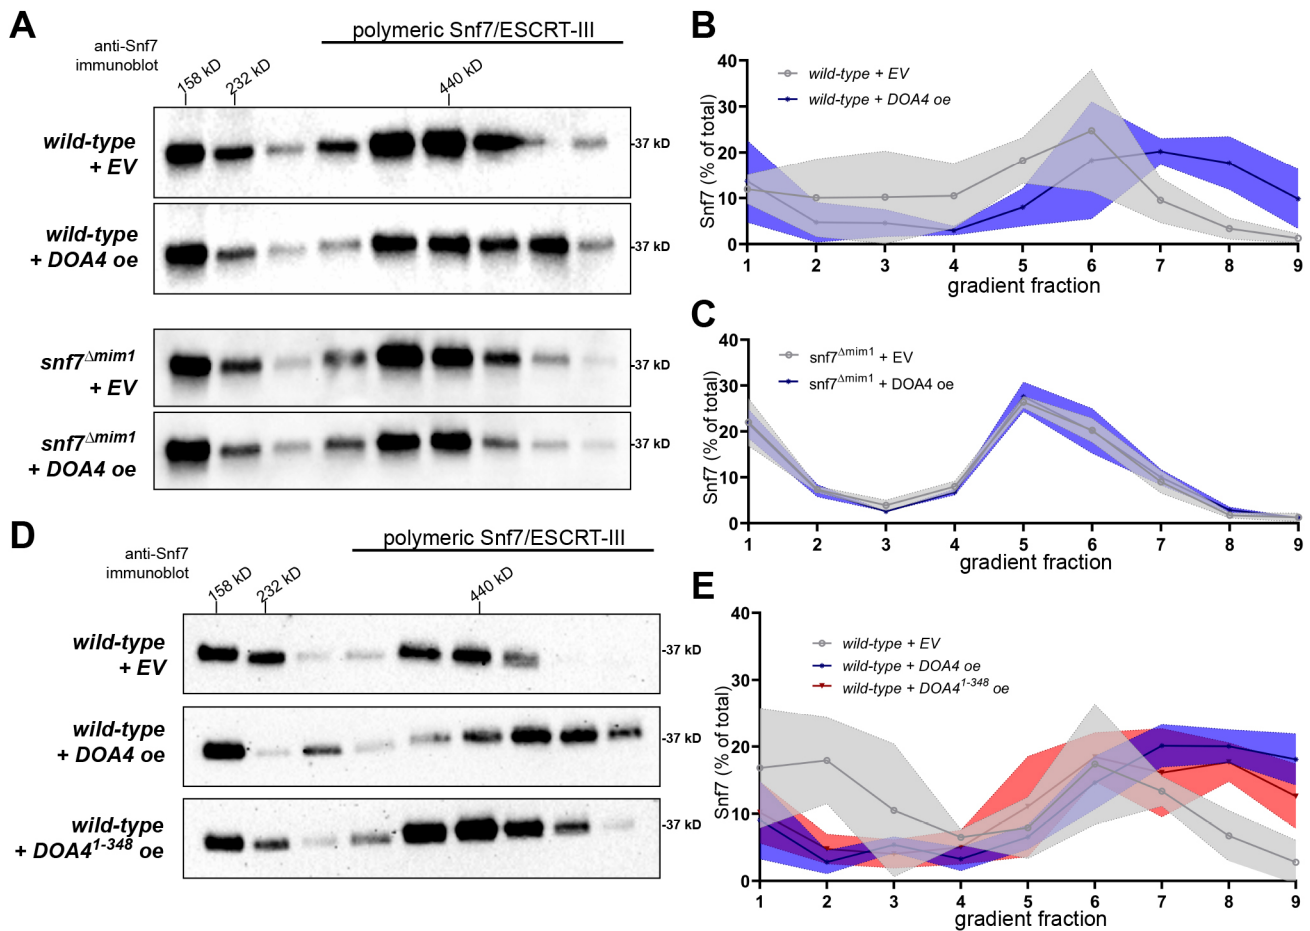 A
polymeric Snf7/ESCRT-III
anti-Snf7
immunoblot
158 kD
232 kD
440 kD
wild-type
+ EV
-37 kD
wild-type
+ DOA4 oe
-37 kD
snf7Δmim1
+ EV
-37 kD
snf7Δmim1
+ DOA4 oe
-37 kD
B
40
30
20
10
0
Snf7 (% of total)
wild-type + EV
wild-type + DOA4 oe
1 2 3 4 5 6 7 8 9
gradient fraction
C
40
30
20
10
0
Snf7 (% of total)
snf7Δmim1 + EV
snf7Δmim1 + DOA4 oe
1 2 3 4 5 6 7 8 9
gradient fraction
D
polymeric Snf7/ESCRT-III
anti-Snf7
immunoblot
158 kD
232 kD
440 kD
wild-type
+ EV
-37 kD
wild-type
+ DOA4 oe
-37 kD
wild-type
+ DOA41-348 oe
-37 kD
E
40
30
20
10
0
Snf7 (% of total)
wild-type + EV
wild-type + DOA4 oe
wild-type + DOA41-348 oe
1 2 3 4 5 6 7 8 9
gradient fraction